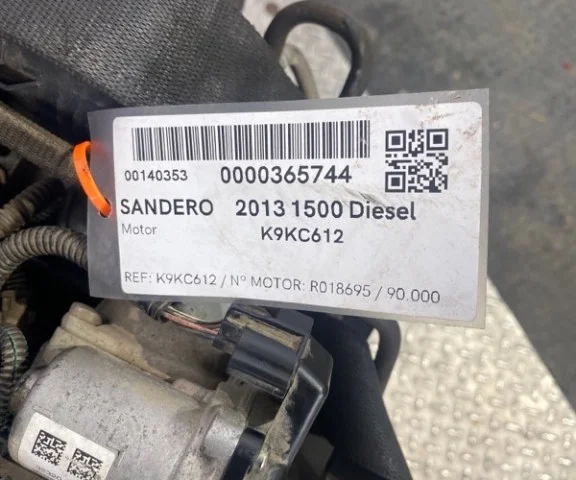 00140353 0000365744
SANDERO 2013 1500 Diesel
Motor K9KC612
REF: K9KC612 / Nº MOTOR: R018695 / 90.000